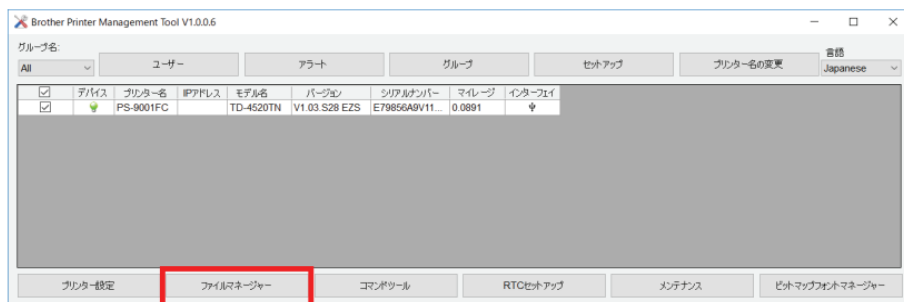 Brother Printer Management Tool V1.0.0.6
グループ名:
言語
All ユーザー アラート グループ セットアップ プリンター名の変更 Japanese
デバイス プリンター名 IPアドレス モデル名 バージョン シリアルナンバー マイレージ インターフェイ
PS-9001FC TD-4520TN V1.03.S28 EZS E79856A9V11... 0.0891
プリンター設定 ファイルマネージャー コマンドツール RTCセットアップ メンテナンス ビットマップフォントマネージャー